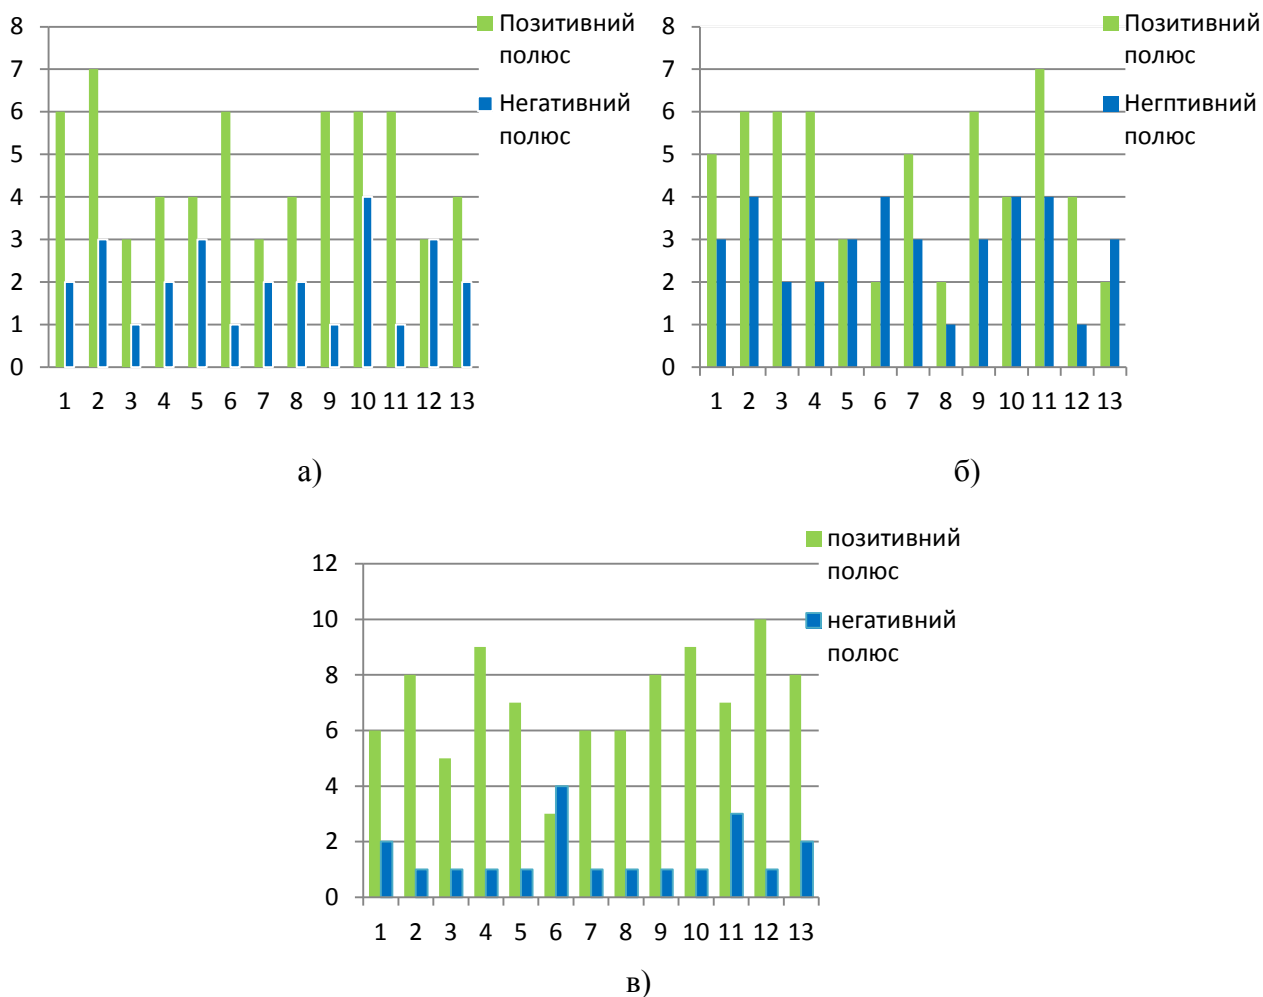 8
7
6
5
4
3
2
1
0
1 2 3 4 5 6 7 8 9 10 11 12 13
Позитивний
полюс
Негативний
полюс
а)
8
7
6
5
4
3
2
1
0
1 2 3 4 5 6 7 8 9 10 11 12 13
Позитивний
полюс
Негптивний
полюс
б)
12
10
8
6
4
2
0
1 2 3 4 5 6 7 8 9 10 11 12 13
позитивний
полюс
негативний
полюс
в)